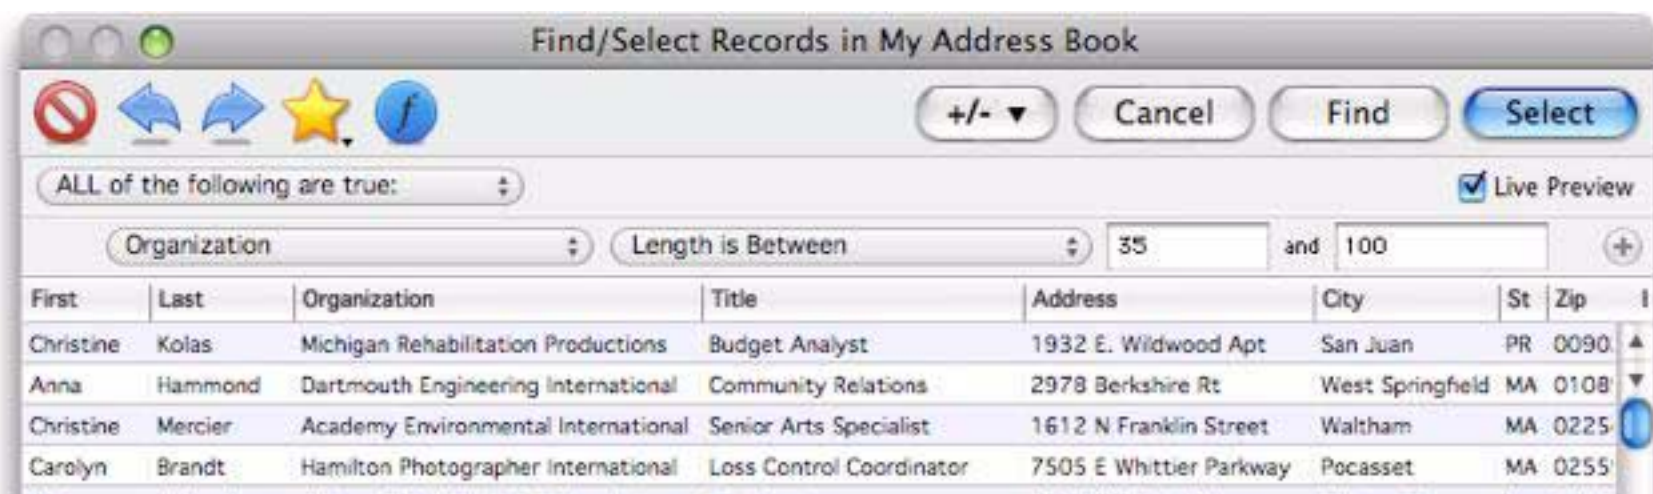 Find/Select Records in My Address Book
f +/- ▼ Cancel Find Select
ALL of the following are true: Live Preview
Organization Length is Between 35 and 100 +
First Last Organization Title Address City St Zip
Christine Kolas Michigan Rehabilitation Productions Budget Analyst 1932 E. Wildwood Apt San Juan PR 0090
Anna Hammond Dartmouth Engineering International Community Relations 2978 Berkshire Rt West Springfield MA 0108
Christine Mercier Academy Environmental International Senior Arts Specialist 1612 N Franklin Street Waltham MA 0225
Carolyn Brandt Hamilton Photographer International Loss Control Coordinator 7505 E Whittier Parkway Pocasset MA 0255